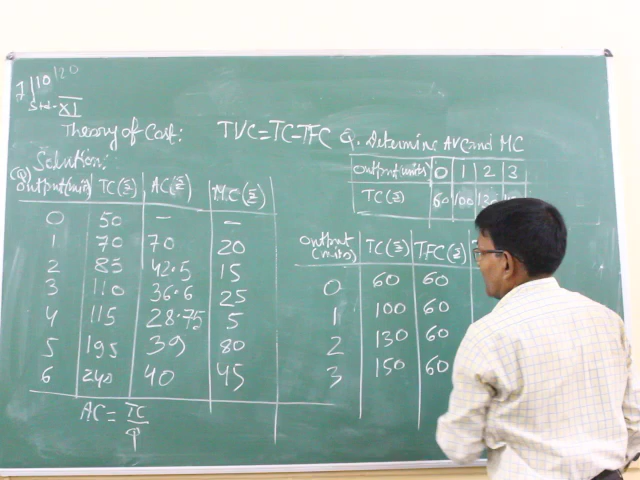 7/10/20
Std-XI
Theory of Cost: TVC=TC-TFC Q. Determine AVC and MC
Output(units) 0 1 2 3
TC(₹) 60 100 130
Solution:
(Q) Output(units) TC(₹) AC(₹) MC(₹)
0 50 — —
1 70 70 20
2 85 42.5 15
3 110 36.6 25
4 115 28.75 5
5 195 39 80
6 240 40 45
AC = TC
Q
Output (units) TC(₹) TFC(₹)
0 60 60
1 100 60
2 130 60
3 150 60